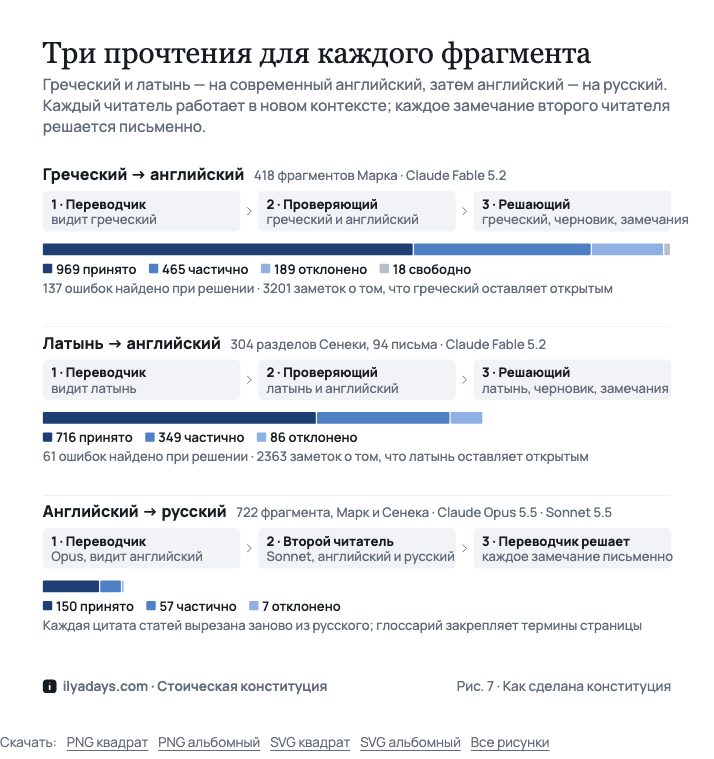 Три прочтения для каждого фрагмента
Греческий и латынь — на современный английский, затем английский — на русский.
Каждый читатель работает в новом контексте; каждое замечание второго читателя
решается письменно.
Греческий → английский 418 фрагментов Марка · Claude Fable 5.2
1 · Переводчик
видит греческий
2 · Проверяющий
греческий и английский
3 · Решающий
греческий, черновик, замечания
969 принято 465 частично 189 отклонено 18 свободно
137 ошибок найдено при решении · 3201 заметок о том, что греческий оставляет открытым
Латынь → английский 304 разделов Сенеки, 94 письма · Claude Fable 5.2
1 · Переводчик
видит латынь
2 · Проверяющий
латынь и английский
3 · Решающий
латынь, черновик, замечания
716 принято 349 частично 86 отклонено
61 ошибок найдено при решении · 2363 заметок о том, что латынь оставляет открытым
Английский → русский 722 фрагмента, Марк и Сенека · Claude Opus 5.5 · Sonnet 5.5
1 · Переводчик
Opus, видит английский
2 · Второй читатель
Sonnet, английский и русский
3 · Переводчик решает
каждое замечание письменно
150 принято 57 частично 7 отклонено
Каждая цитата статей вырезана заново из русского; глоссарий закрепляет термины страницы
ilyadays.com · Стоическая конституция
Рис. 7 · Как сделана конституция
Скачать: PNG квадрат PNG альбомный SVG квадрат SVG альбомный Все рисунки